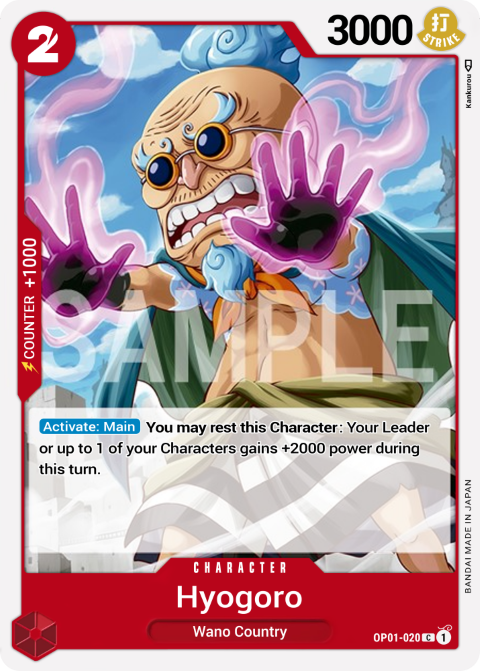 2
3000
打
STRIKE
Kankurou
COUNTER +1000
SAMPLE
Activate: Main You may rest this Character: Your Leader
or up to 1 of your Characters gains +2000 power during
this turn.
BANDAI MADE IN JAPAN
CHARACTER
Hyogoro
Wano Country
OP01-020 C 1